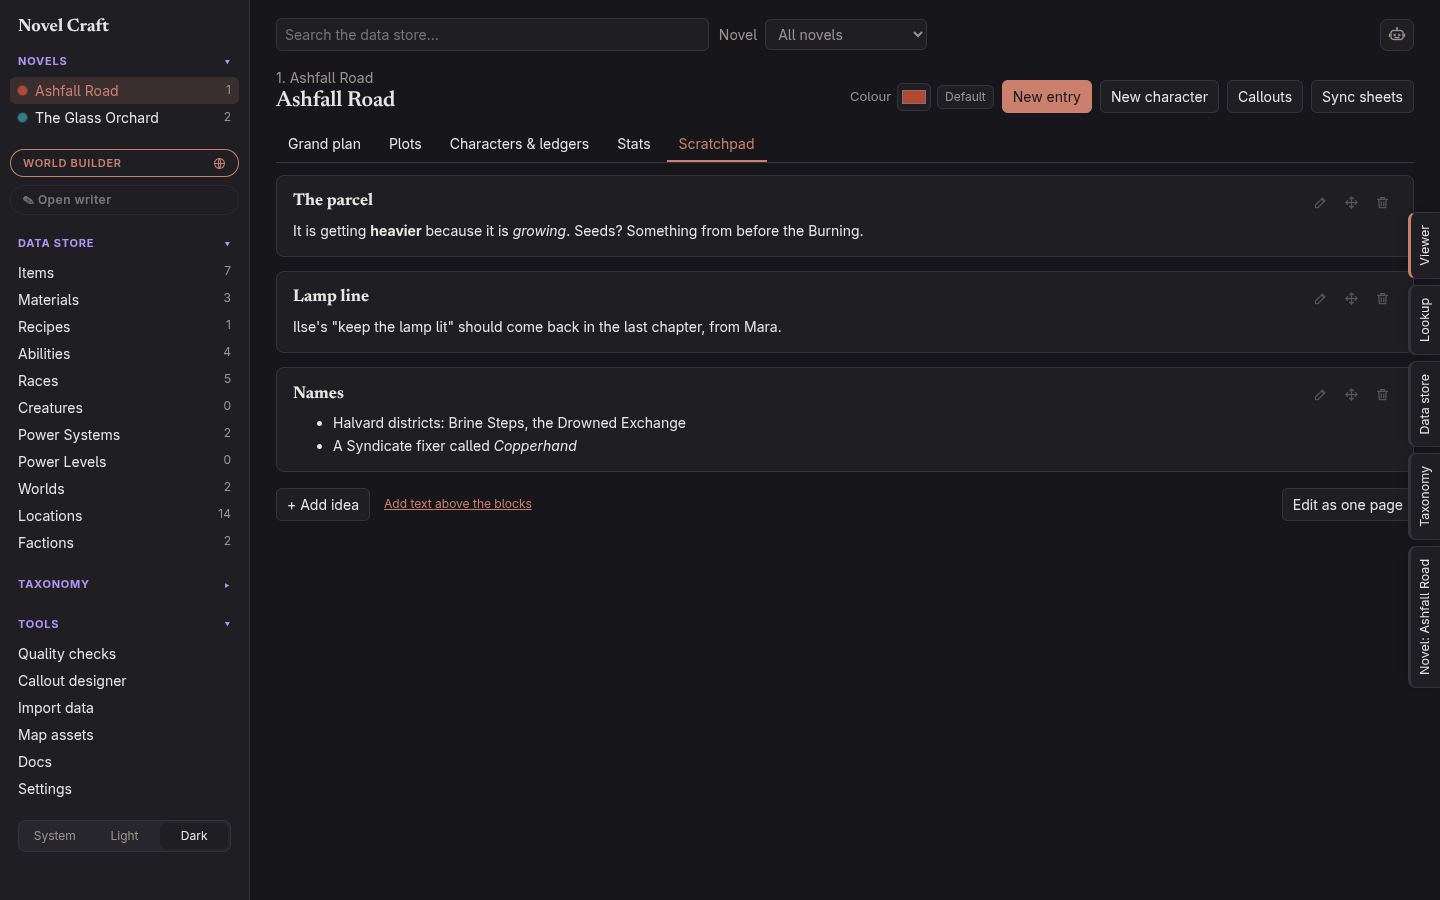 Novel Craft
NOVELS
Ashfall Road 1
The Glass Orchard 2
WORLD BUILDER
Open writer
DATA STORE
Items 7
Materials 3
Recipes 1
Abilities 4
Races 5
Creatures 0
Power Systems 2
Power Levels 0
Worlds 2
Locations 14
Factions 2
TAXONOMY
TOOLS
Quality checks
Callout designer
Import data
Map assets
Docs
Settings
System Light Dark
Search the data store... Novel All novels
1. Ashfall Road
Ashfall Road
Colour Default New entry New character Callouts Sync sheets
Grand plan Plots Characters & ledgers Stats Scratchpad
The parcel
It is getting heavier because it is growing. Seeds? Something from before the Burning.
Lamp line
Ilse's "keep the lamp lit" should come back in the last chapter, from Mara.
Names
• Halvard districts: Brine Steps, the Drowned Exchange
• A Syndicate fixer called Copperhand
+ Add idea Add text above the blocks Edit as one page
Viewer
Lookup
Data store
Taxonomy
Novel: Ashfall Road